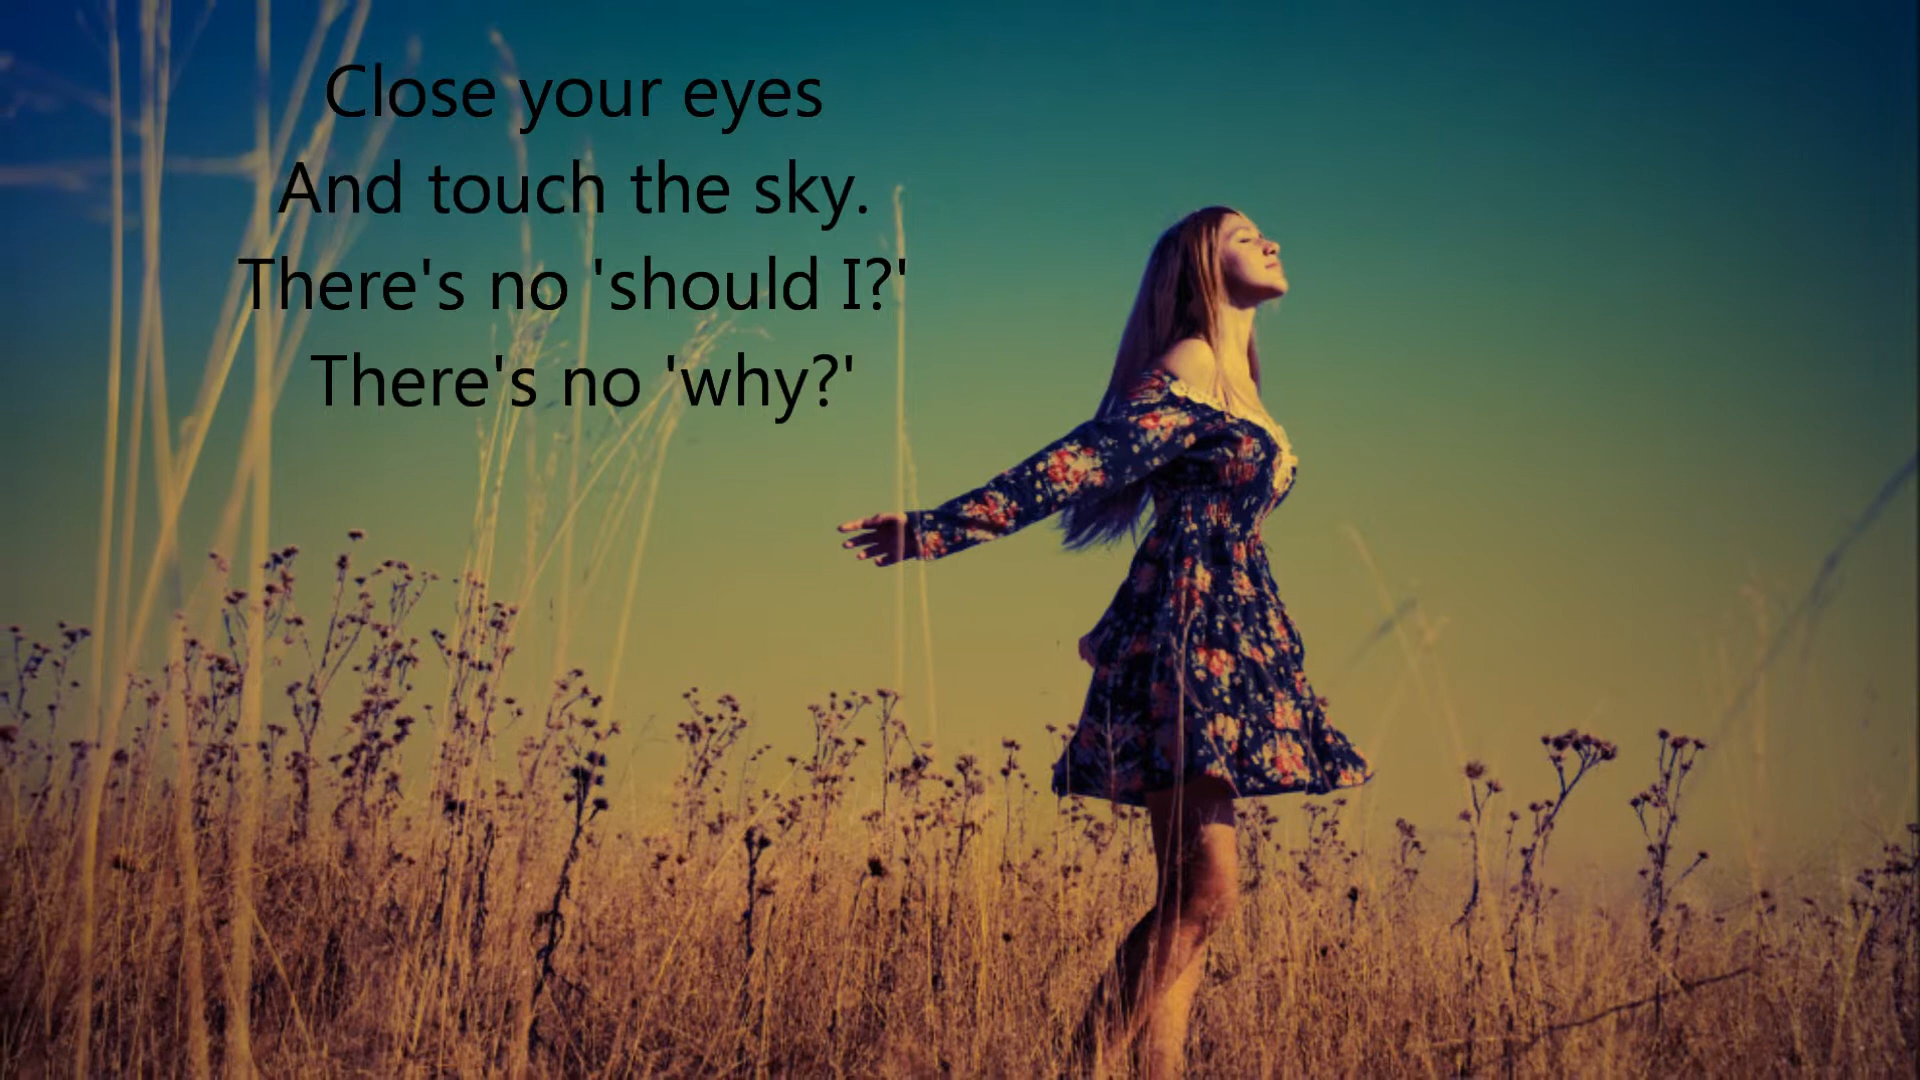 Close your eyes
And touch the sky.
There's no 'should I?'
There's no 'why?'